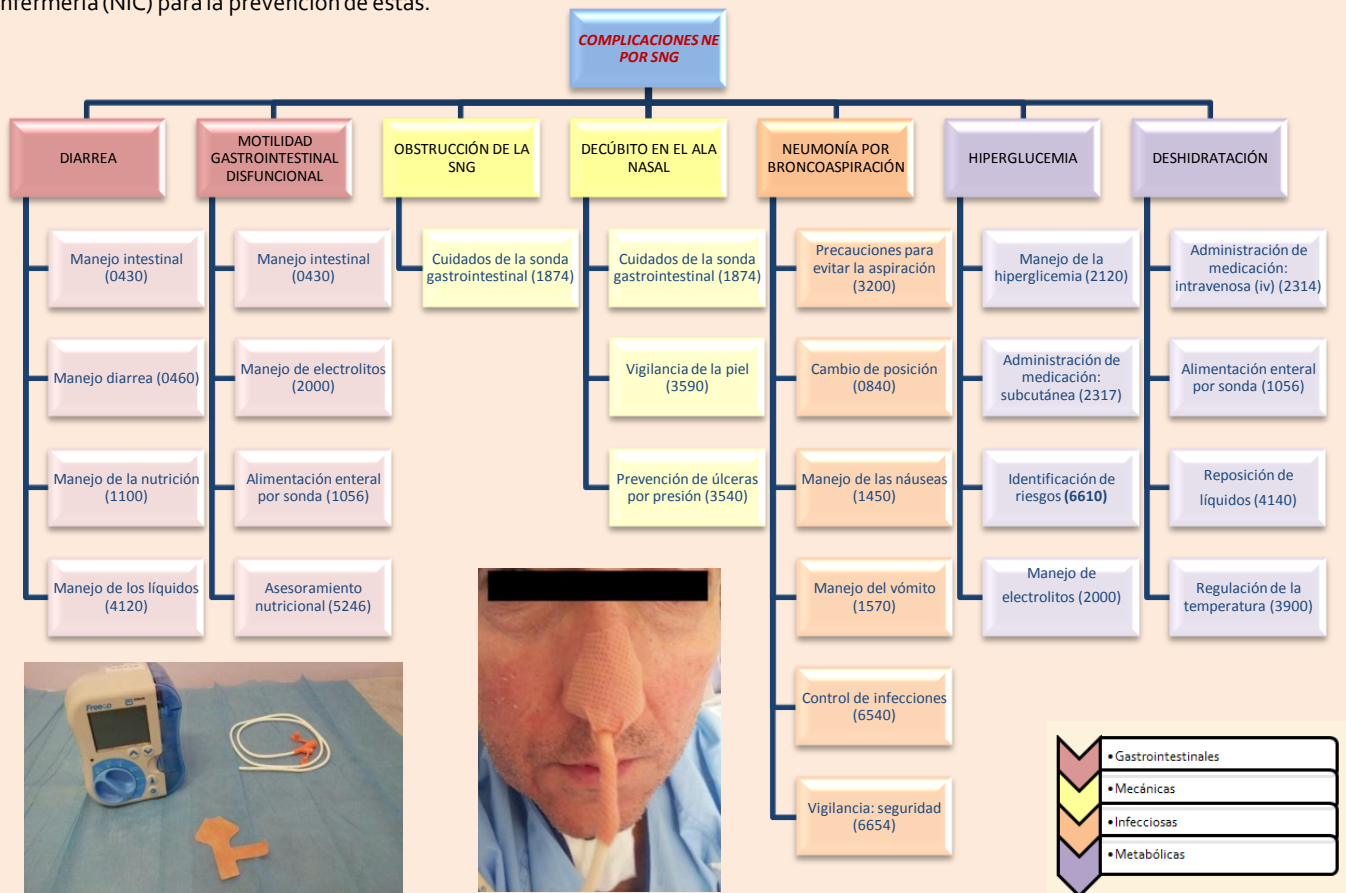 nfermería (NIC) para la prevención de estas.
COMPLICACIONES NE
POR SNG
DIARREA
MOTILIDAD
GASTROINTESTINAL
DISFUNCIONAL
OBSTRUCCIÓN DE LA
SNG
DECÚBITO EN EL ALA
NASAL
NEUMONÍA POR
BRONCOASPIRACIÓN
HIPERGLUCEMIA
DESHIDRATACIÓN
Manejo intestinal
(0430)
Manejo diarrea (0460)
Manejo de la nutrición
(1100)
Manejo de los líquidos
(4120)
Manejo intestinal
(0430)
Manejo de electrolitos
(2000)
Alimentación enteral
por sonda (1056)
Asesoramiento
nutricional (5246)
Cuidados de la sonda
gastrointestinal (1874)
Cuidados de la sonda
gastrointestinal (1874)
Vigilancia de la piel
(3590)
Prevención de úlceras
por presión (3540)
Precauciones para
evitar la aspiración
(3200)
Cambio de posición
(0840)
Manejo de las náuseas
(1450)
Manejo del vómito
(1570)
Control de infecciones
(6540)
Vigilancia: seguridad
(6654)
Manejo de la
hiperglicemia (2120)
Administración de
medicación:
subcutánea (2317)
Identificación de
riesgos (6610)
Manejo de
electrolitos (2000)
Administración de
medicación:
intravenosa (iv) (2314)
Alimentación enteral
por sonda (1056)
Reposición de
líquidos (4140)
Regulación de la
temperatura (3900)
•Gastrointestinales
•Mecánicas
•Infecciosas
•Metabólicas